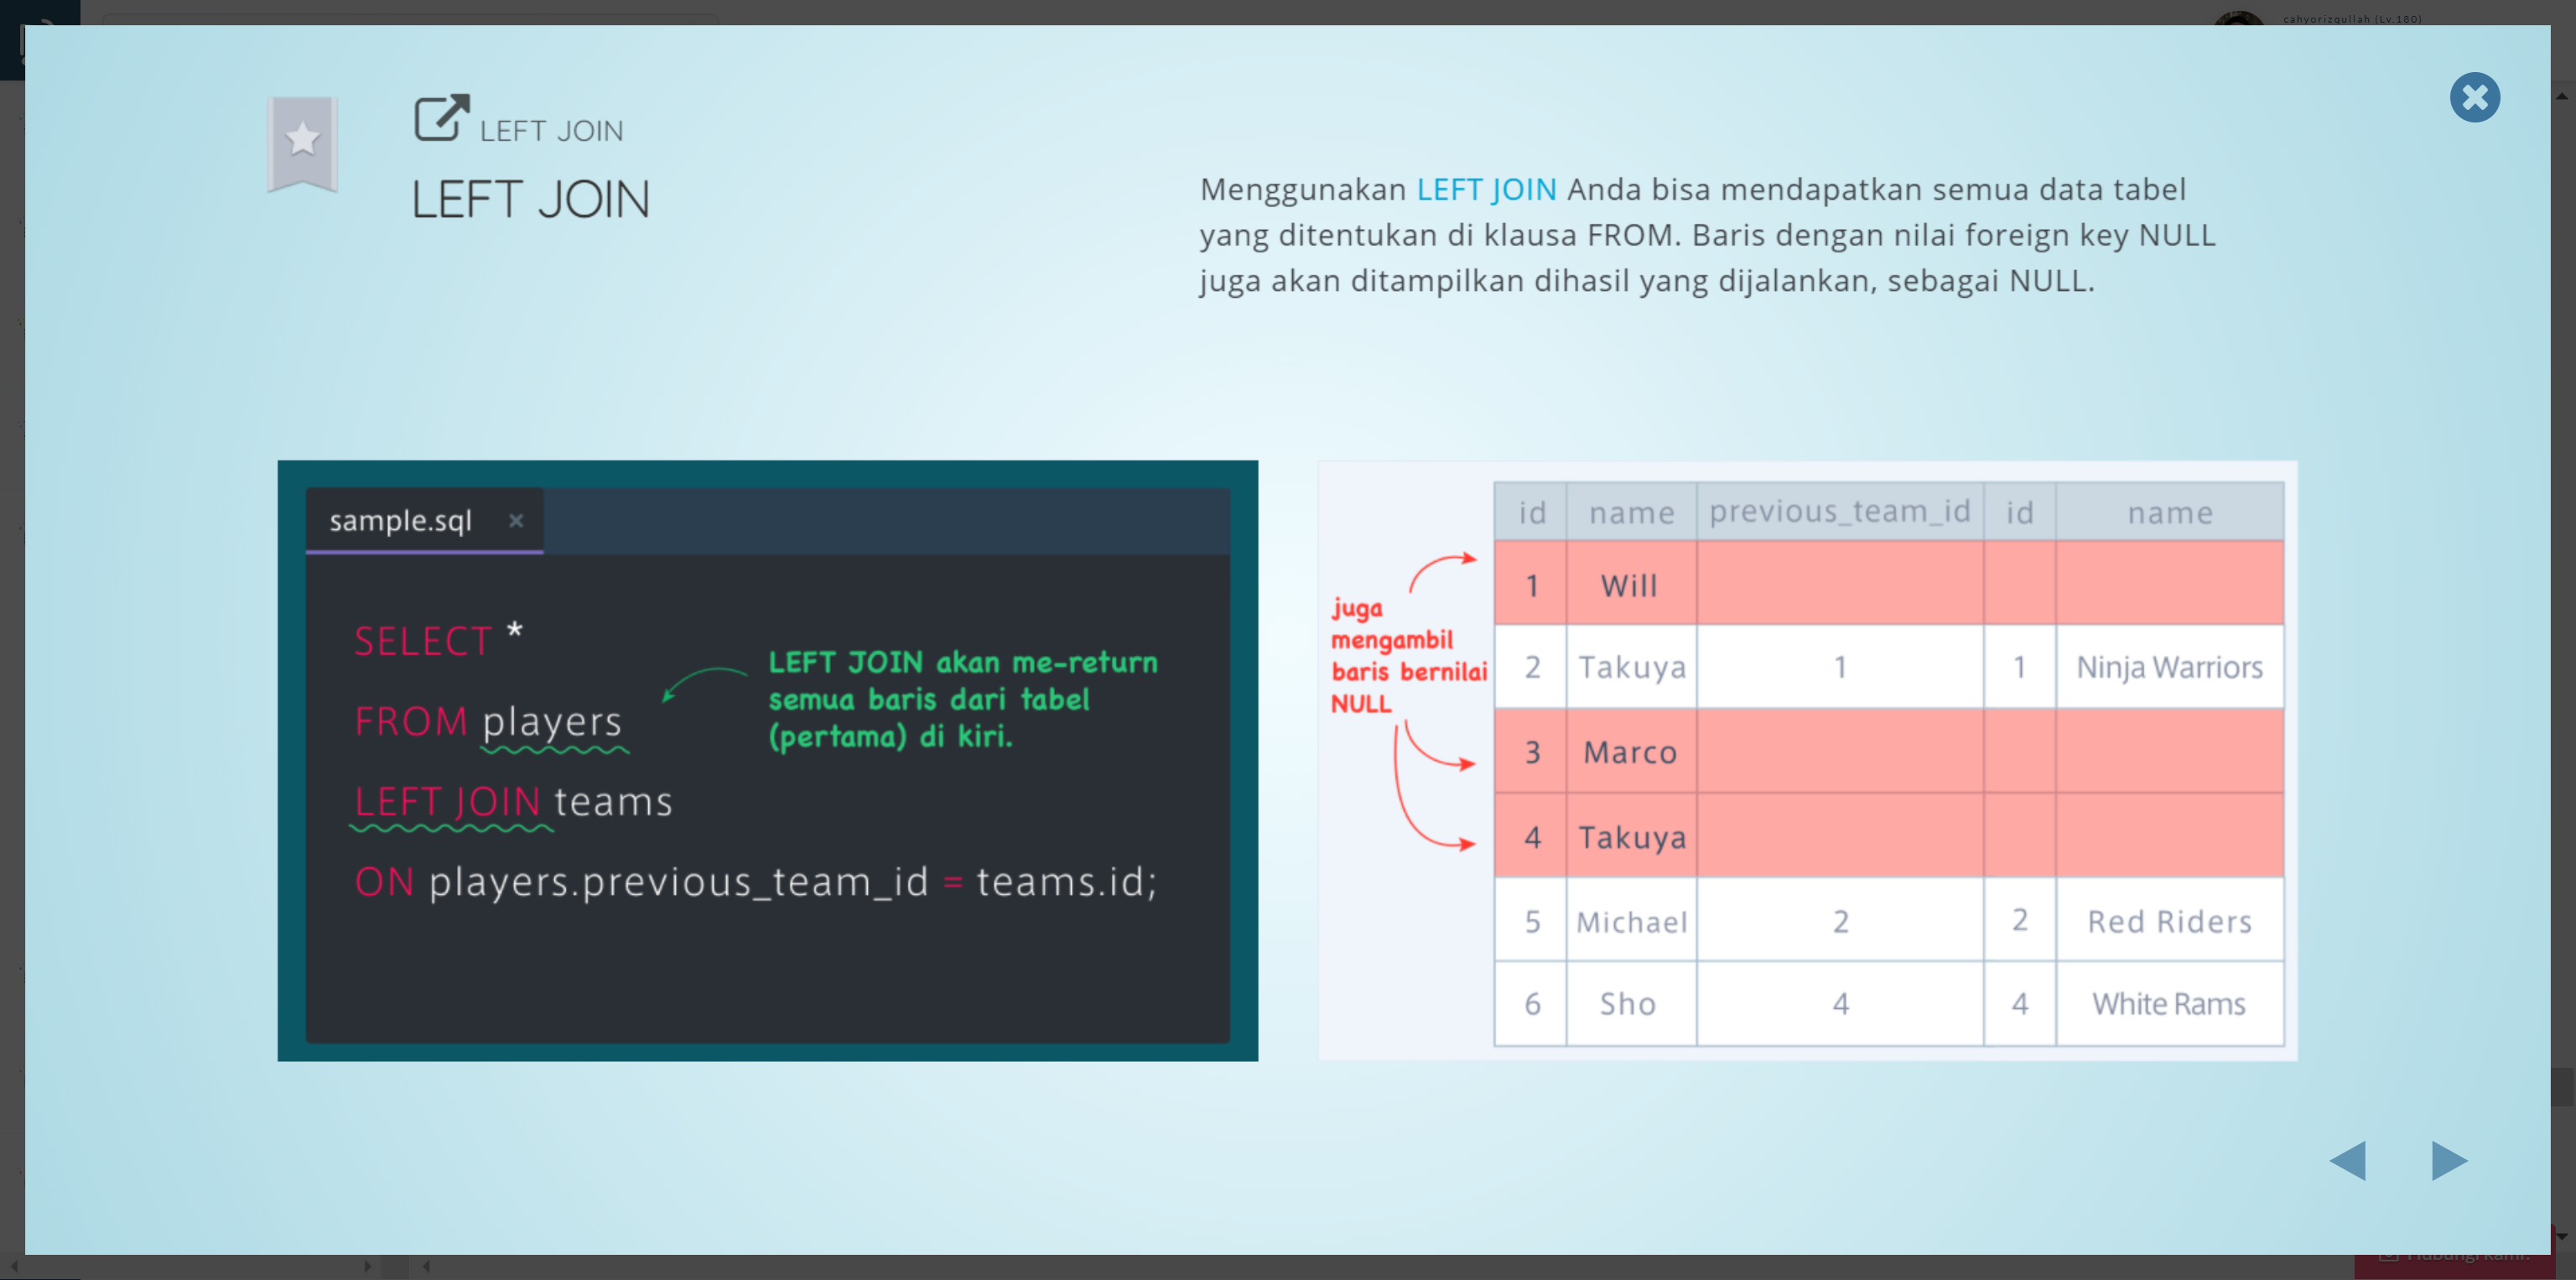 cahyorizqullah (Lv.180)
LEFT JOIN
LEFT JOIN
Menggunakan LEFT JOIN Anda bisa mendapatkan semua data tabel
yang ditentukan di klausa FROM. Baris dengan nilai foreign key NULL
juga akan ditampilkan dihasil yang dijalankan, sebagai NULL.
sample.sql ×
SELECT *
FROM players
LEFT JOIN teams
ON players.previous_team_id = teams.id;
LEFT JOIN akan me-return
semua baris dari tabel
(pertama) di kiri.
juga
mengambil
baris bernilai
NULL
id name previous_team_id id name
1 Will
2 Takuya 1 1 Ninja Warriors
3 Marco
4 Takuya
5 Michael 2 2 Red Riders
6 Sho 4 4 White Rams
Hubungi kami